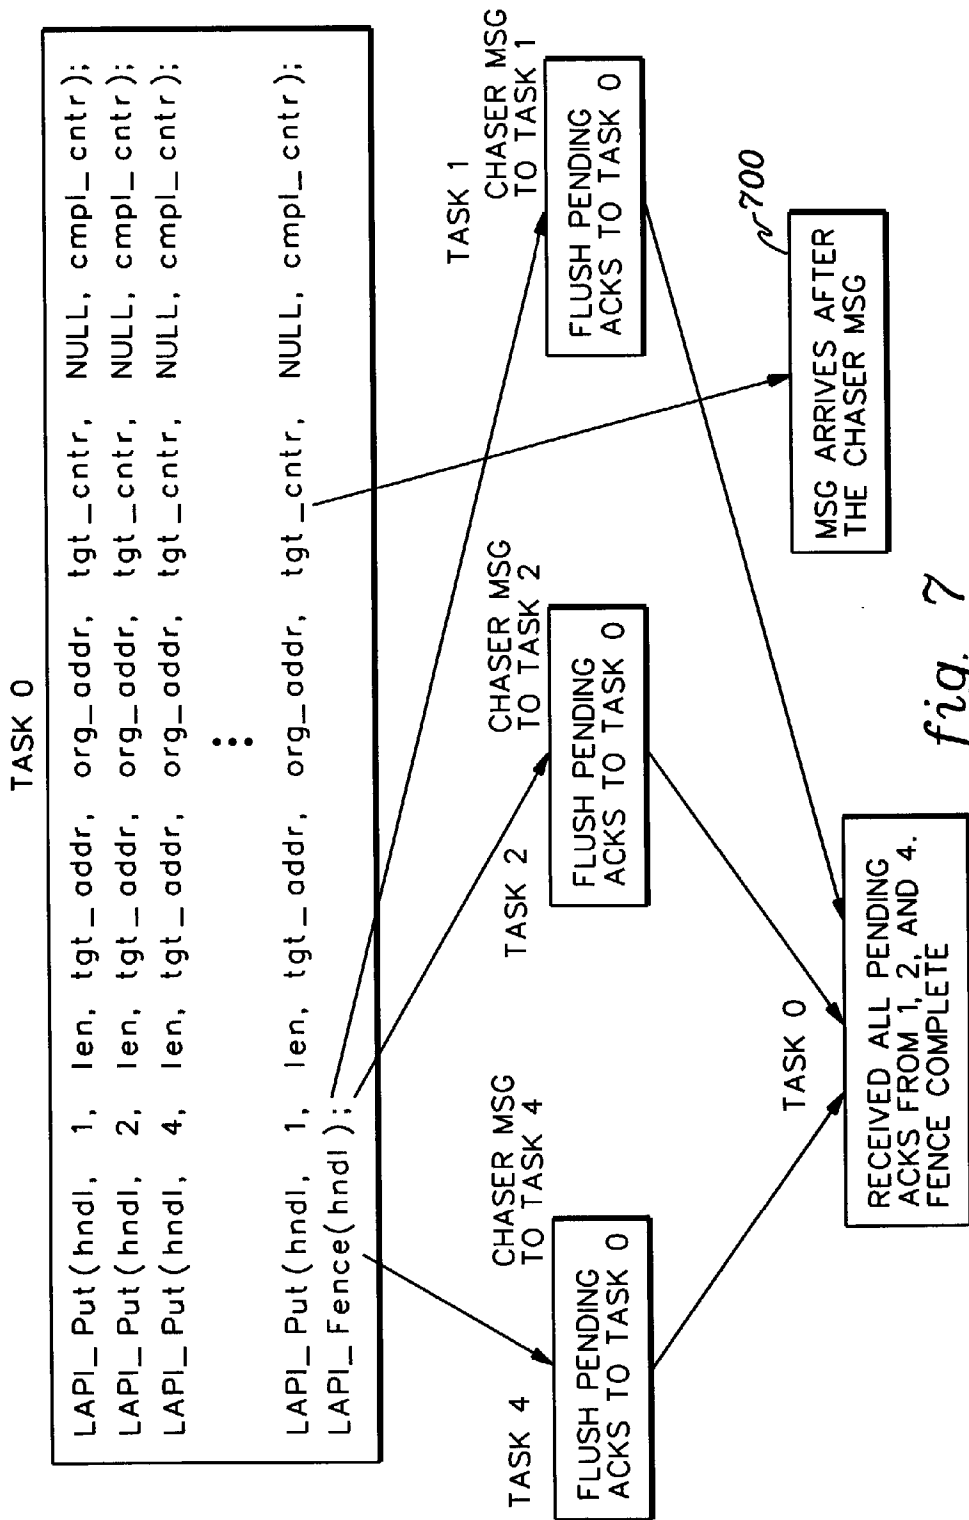 TASK 0
LAPI_Put(hndl, 1, len, tgt_addr, org_addr, tgt_cntr, NULL, cmpl_cntr);
LAPI_Put(hndl, 2, len, tgt_addr, org_addr, tgt_cntr, NULL, cmpl_cntr);
LAPI_Put(hndl, 4, len, tgt_addr, org_addr, tgt_cntr, NULL, cmpl_cntr);
LAPI_Put(hndl, 1, len, tgt_addr, org_addr, tgt_cntr, NULL, cmpl_cntr);
LAPI_Fence(hndl);
TASK 4
CHASER MSG
TO TASK 4
FLUSH PENDING
ACKS TO TASK 0
TASK 2
CHASER MSG
TO TASK 2
FLUSH PENDING
ACKS TO TASK 0
TASK 1
CHASER MSG
TO TASK 1
FLUSH PENDING
ACKS TO TASK 0
TASK 0
RECEIVED ALL PENDING
ACKS FROM 1, 2, AND 4.
FENCE COMPLETE
700
MSG ARRIVES AFTER
THE CHASER MSG
fig. 7